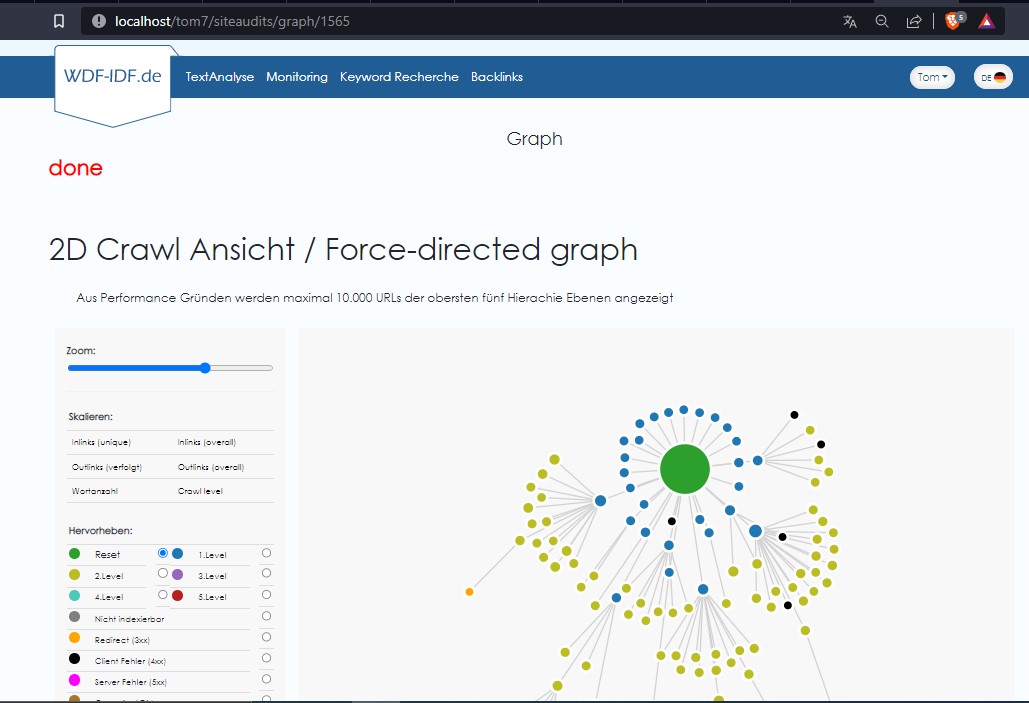 localhost/tom7/siteaudits/graph/1565
5
WDF-IDF.de TextAnalyse Monitoring Keyword Recherche Backlinks Tom DE
Graph
done
2D Crawl Ansicht / Force-directed graph
Aus Performance Gründen werden maximal 10.000 URLs der obersten fünf Hierachie Ebenen angezeigt
Zoom:
Skalieren:
Inlinks (unique) Inlinks (overall)
Outlinks (verfolgt) Outlinks (overall)
Wortanzahl Crawl level
Hervorheben:
Reset 1.Level
2.Level 3.Level
4.Level 5.Level
Nicht indexierbar
Redirect (3xx)
Client Fehler (4xx)
Server Fehler (5xx)